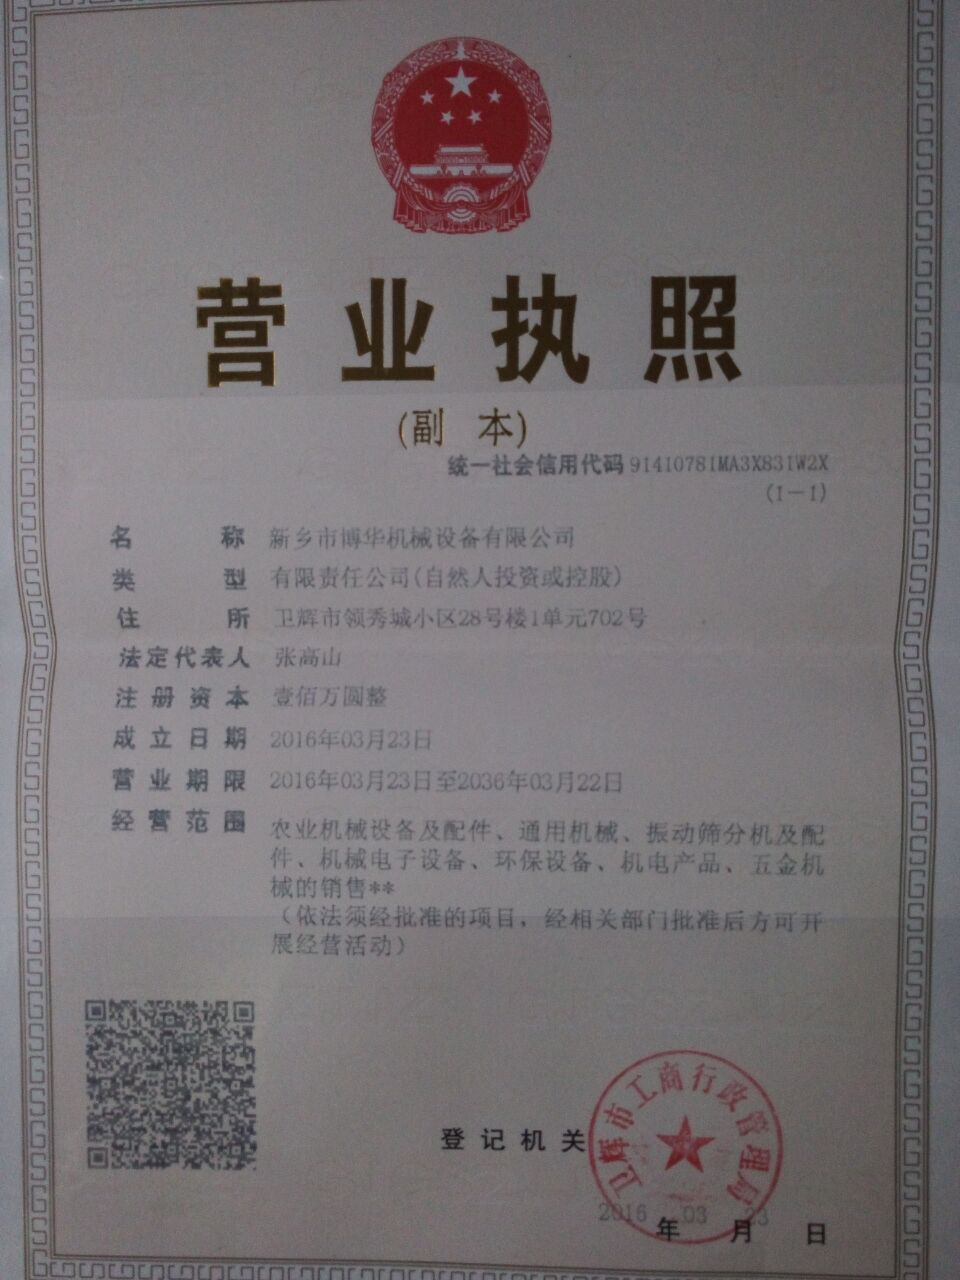 营业执照
(副 本)
统一社会信用代码 91410781MA3X831W2X
(1-1)
名 称 新乡市博华机械设备有限公司
类 型 有限责任公司(自然人投资或控股)
住 所 卫辉市领秀城小区28号楼1单元702号
法定代表人 张高山
注册资本 壹佰万圆整
成立日期 2016年03月23日
营业期限 2016年03月23日至2036年03月22日
经营范围 农业机械设备及配件、通用机械、振动筛分机及配
件、机械电子设备、环保设备、机电产品、五金机
械的销售**
（依法须经批准的项目，经相关部门批准后方可开
展经营活动）
卫辉市工商行政管理局
登记机关
2016年03月23日